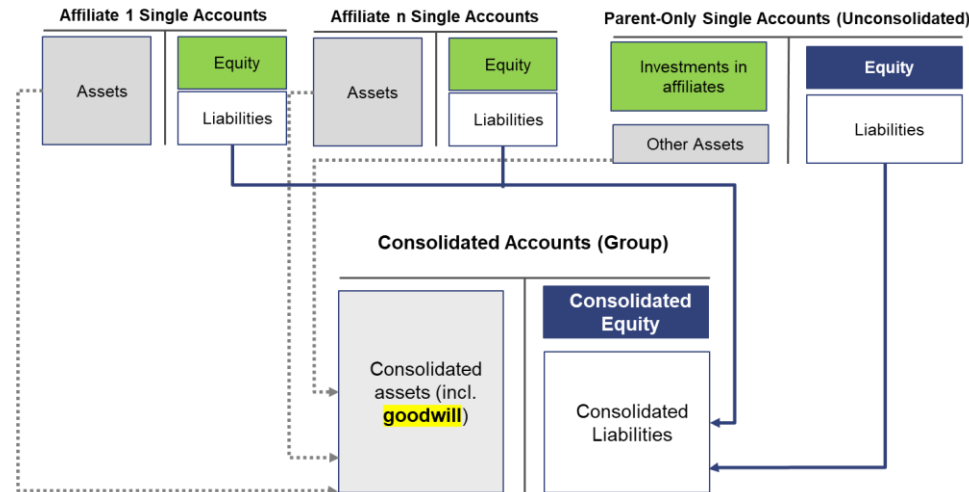 Affiliate 1 Single Accounts
Assets
Equity
Liabilities
Affiliate n Single Accounts
Assets
Equity
Liabilities
Parent-Only Single Accounts (Unconsolidated)
Investments in
affiliates
Other Assets
Equity
Liabilities
Consolidated Accounts (Group)
Consolidated
assets (incl.
goodwill)
Consolidated
Equity
Consolidated
Liabilities